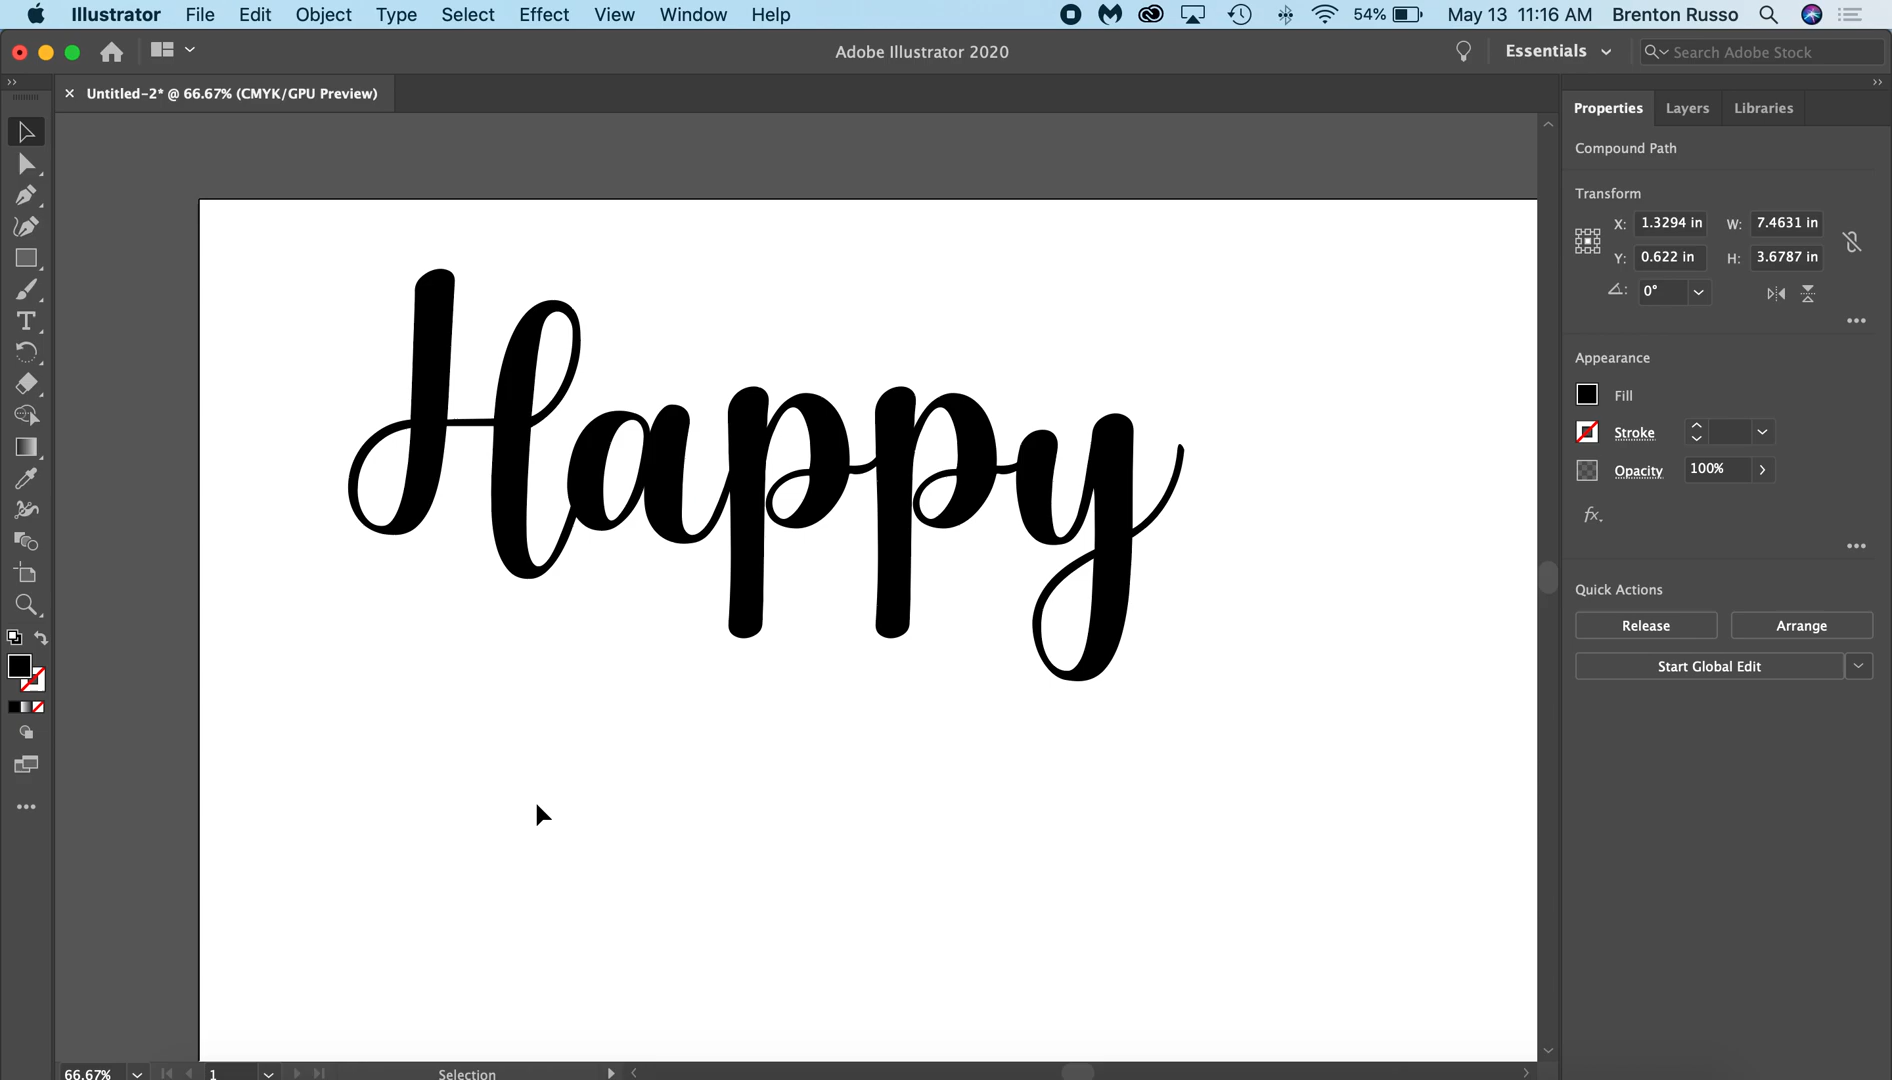 Illustrator File Edit Object Type Select Effect View Window Help 54% May 13 11:16 AM Brenton Russo
Adobe Illustrator 2020 Essentials Search Adobe Stock
× Untitled-2* @ 66.67% (CMYK/GPU Preview)
Properties Layers Libraries
Compound Path
Transform
X: 1.3294 in W: 7.4631 in
Y: 0.622 in H: 3.6787 in
0°
Appearance
Fill
Stroke
Opacity 100%
fx.
Quick Actions
Release Arrange
Start Global Edit
Happy
66.67% 1 Selection